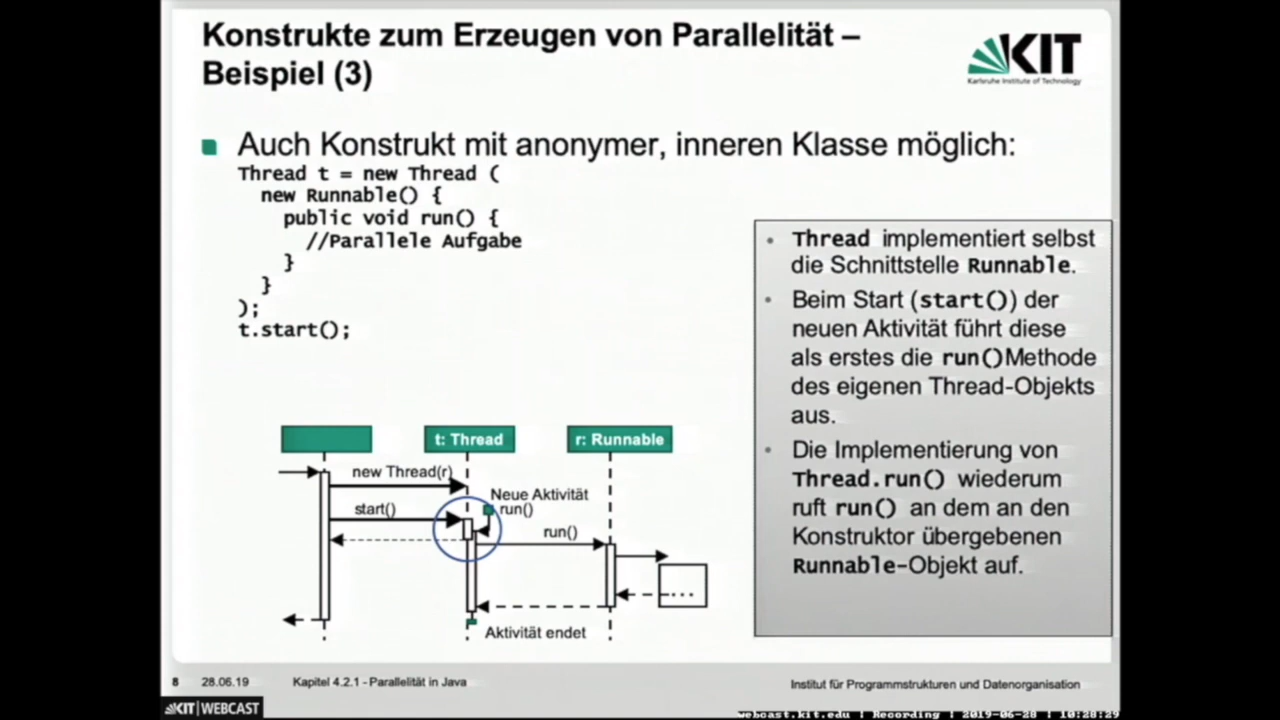 Konstrukte zum Erzeugen von Parallelität –
Beispiel (3)
KIT
Karlsruhe Institute of Technology
Auch Konstrukt mit anonymer, inneren Klasse möglich:
Thread t = new Thread (
new Runnable() {
public void run() {
//Parallele Aufgabe
}
}
);
t.start();
• Thread implementiert selbst
die Schnittstelle Runnable.
• Beim Start (start()) der
neuen Aktivität führt diese
als erstes die run()Methode
des eigenen Thread-Objekts
aus.
• Die Implementierung von
Thread.run() wiederum
ruft run() an dem an den
Konstruktor übergebenen
Runnable-Objekt auf.
t: Thread
r: Runnable
new Thread(r)
Neue Aktivität
start()
run()
run()
...
Aktivität endet
8 28.06.19 Kapitel 4.2.1 - Parallelität in Java
Institut für Programmstrukturen und Datenorganisation
KIT | WEBCAST
webcast.kit.edu | Recording | 2019-06-28 | 10:28:29